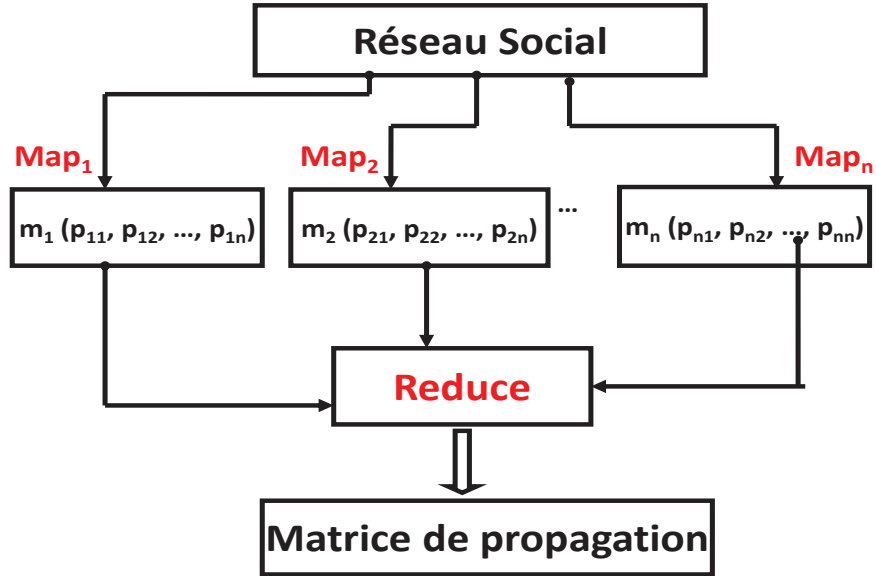 Réseau Social
Map₁ Map₂ Mapₙ
m₁ (p₁₁, p₁₂, ..., p₁ₙ) m₂ (p₂₁, p₂₂, ..., p₂ₙ) ... mₙ (pₙ₁, pₙ₂, ..., pₙₙ)
Reduce
Matrice de propagation